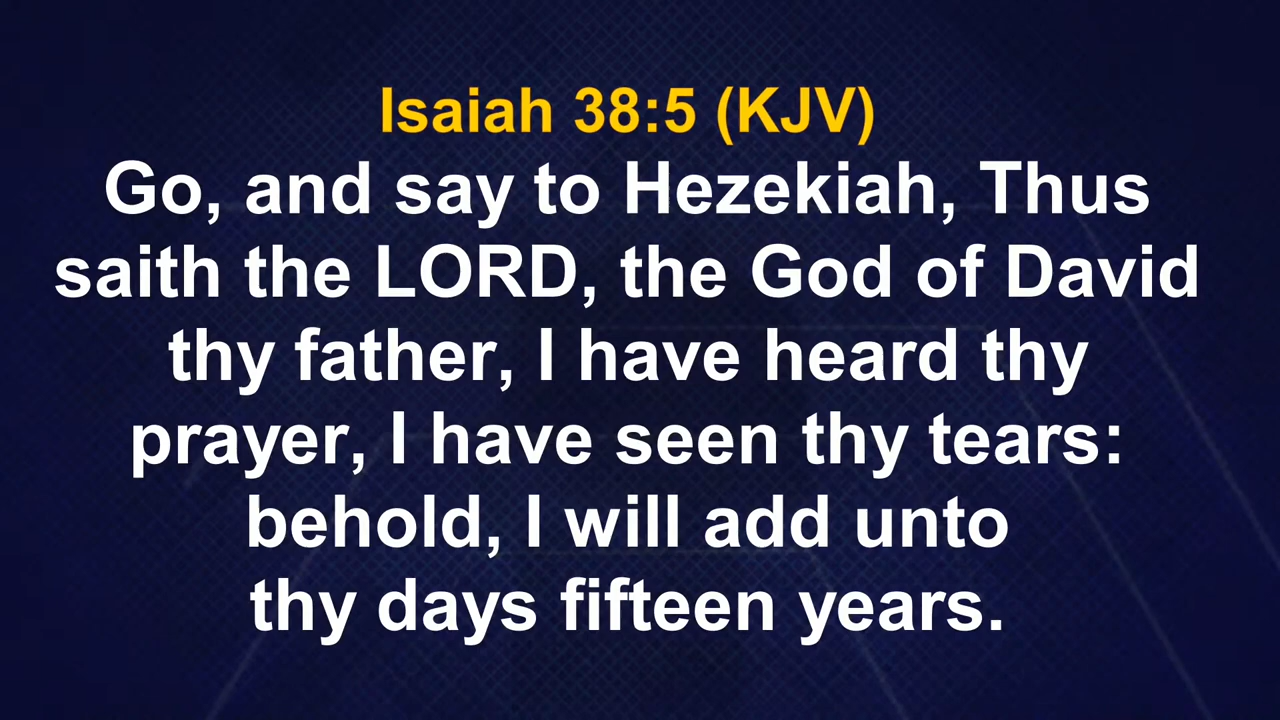 Isaiah 38:5 (KJV)
Go, and say to Hezekiah, Thus
saith the LORD, the God of David
thy father, I have heard thy
prayer, I have seen thy tears:
behold, I will add unto
thy days fifteen years.